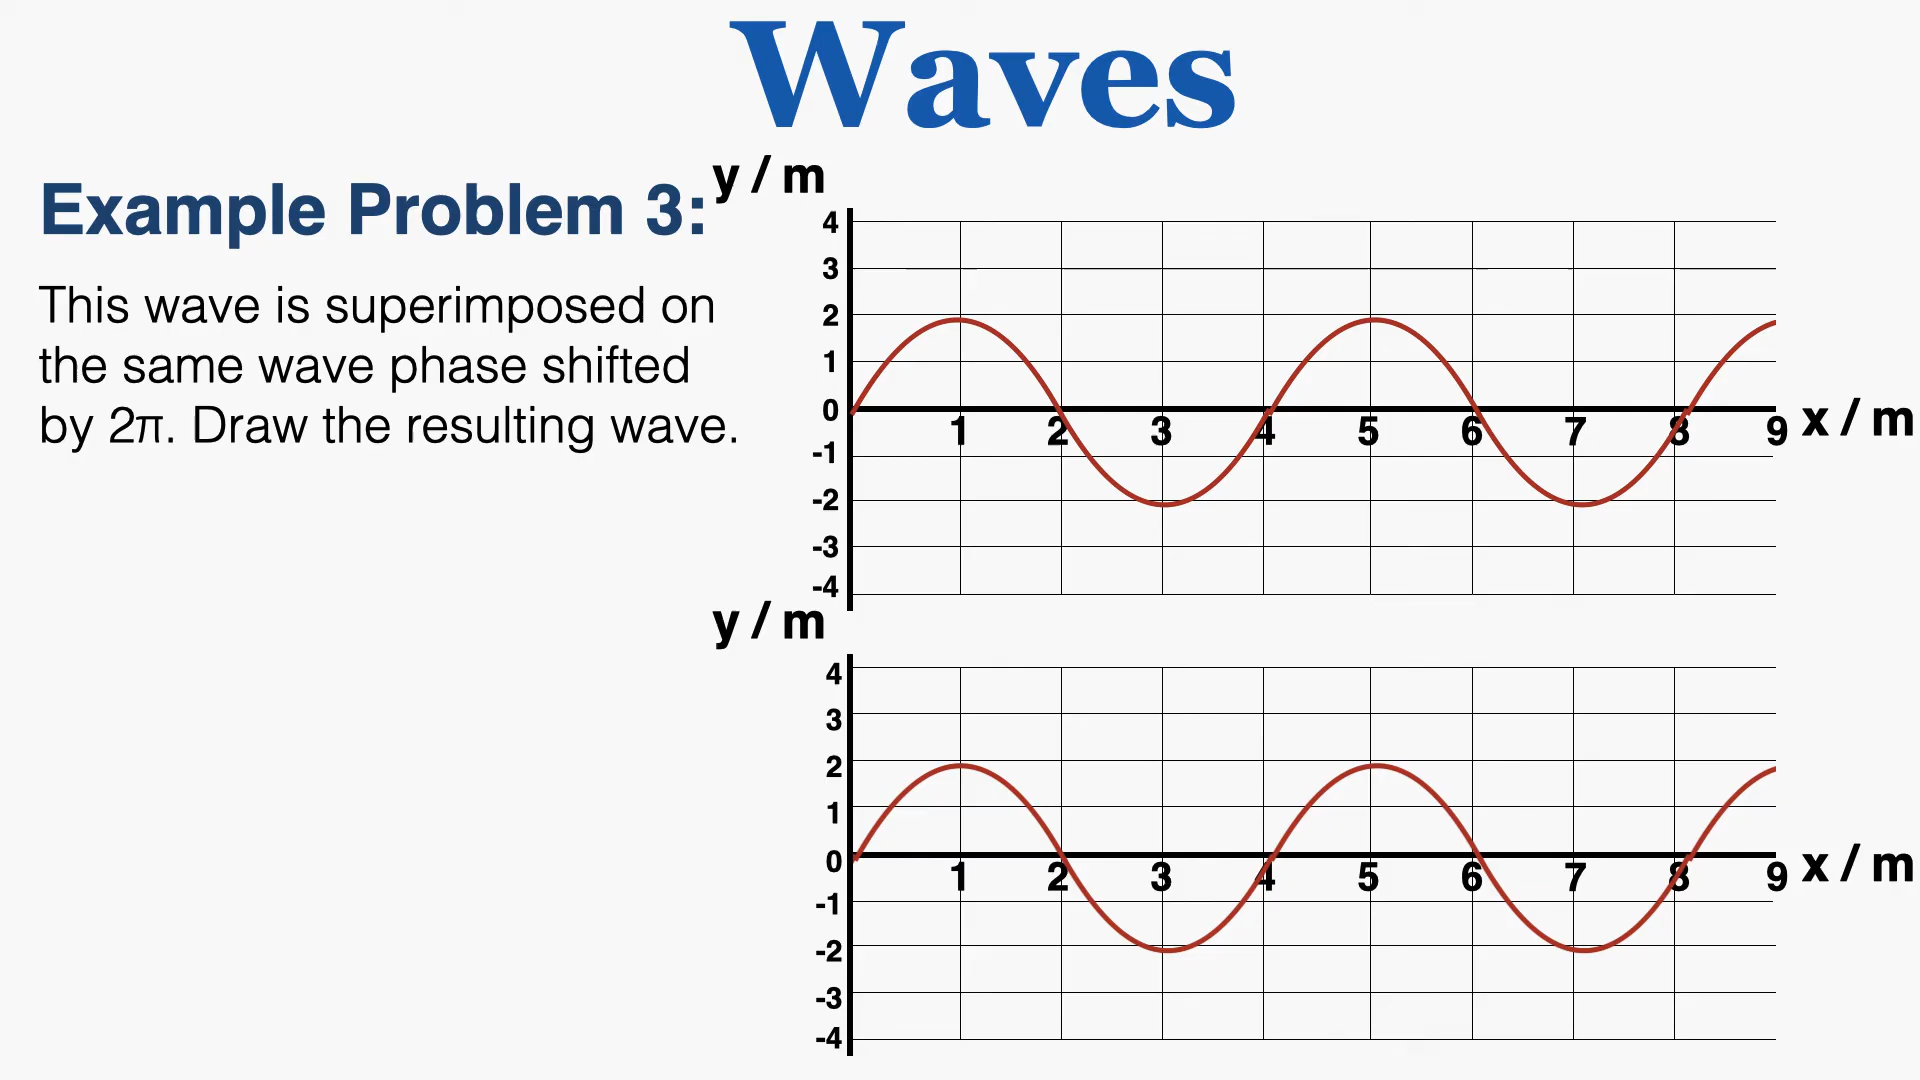 Waves
Example Problem 3:
This wave is superimposed on
the same wave phase shifted
by 2π. Draw the resulting wave.
y / m
4
3
2
1
0
-1
-2
-3
-4
1 2 3 4 5 6 7 8 9 x / m
y / m
4
3
2
1
0
-1
-2
-3
-4
1 2 3 4 5 6 7 8 9 x / m